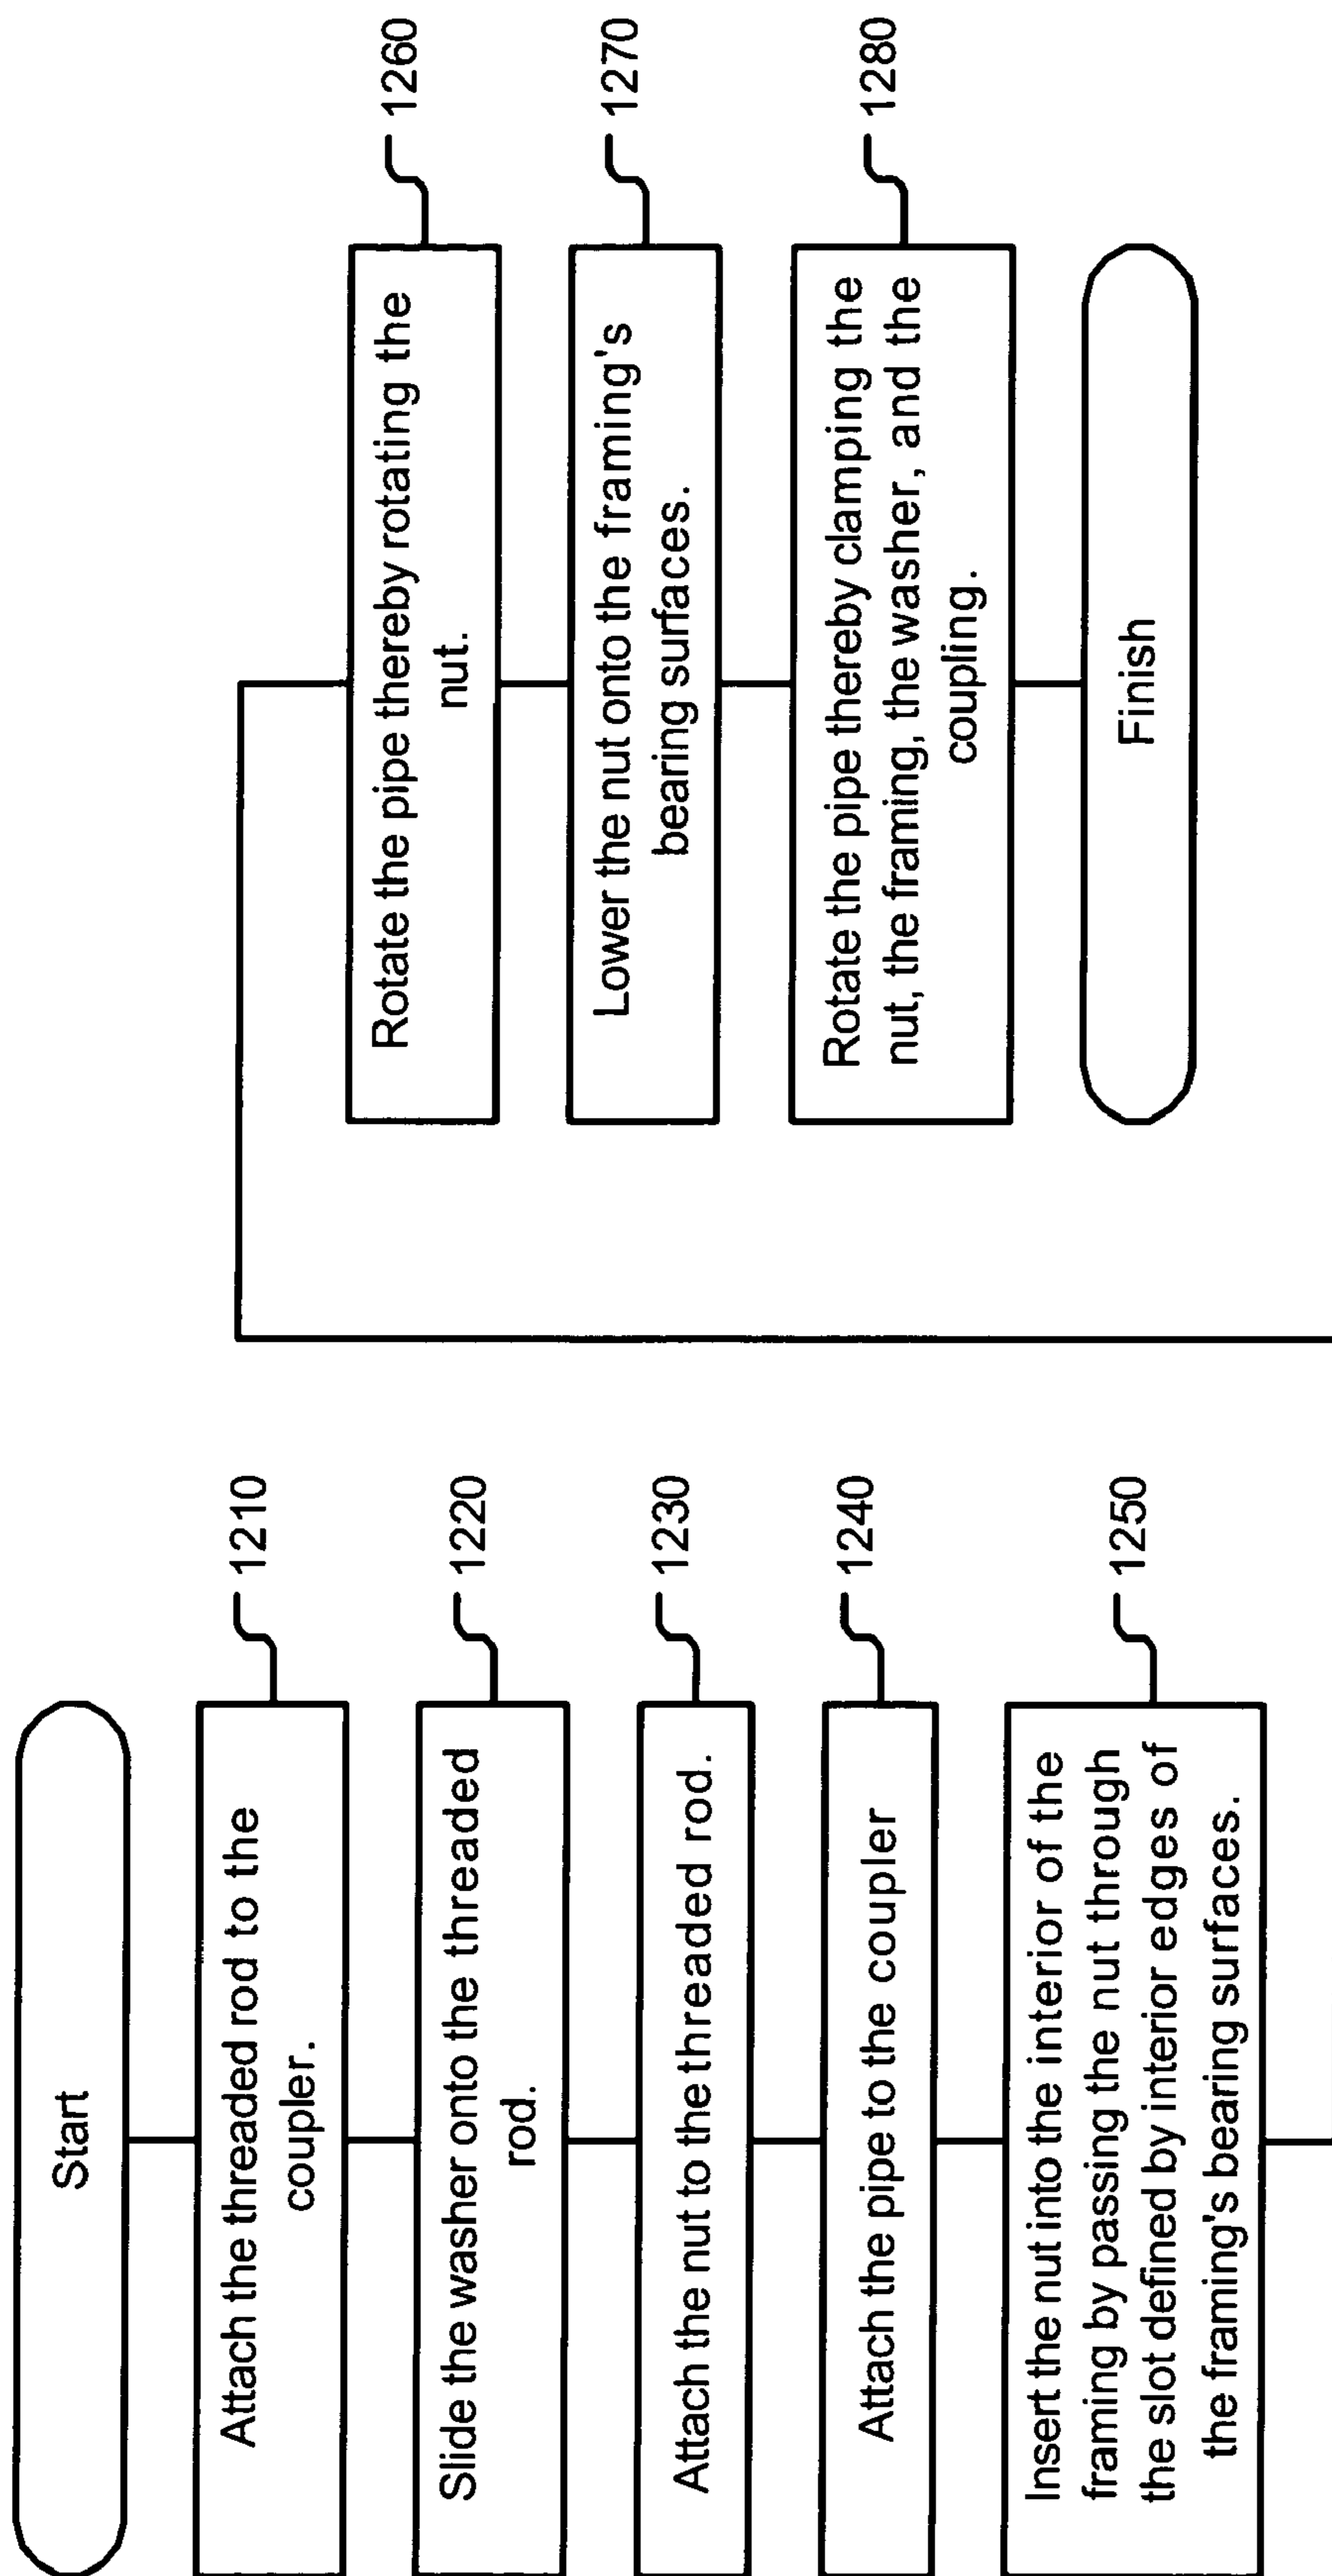 Start
Attach the threaded rod to the
coupler.
1210
Slide the washer onto the threaded
rod.
1220
Attach the nut to the threaded rod.
1230
Attach the pipe to the coupler
1240
Insert the nut into the interior of the
framing by passing the nut through
the slot defined by interior edges of
the framing's bearing surfaces.
1250
Rotate the pipe thereby rotating the
nut.
1260
Lower the nut onto the framing's
bearing surfaces.
1270
Rotate the pipe thereby clamping the
nut, the framing, the washer, and the
coupling.
1280
Finish